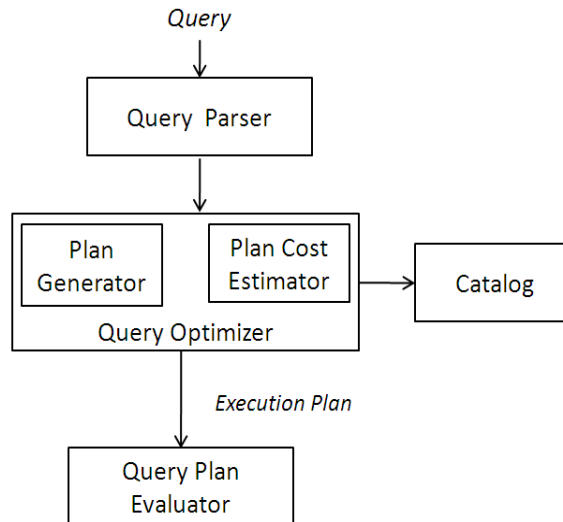 Query
Query Parser
Plan
Generator
Plan Cost
Estimator
Query Optimizer
Catalog
Execution Plan
Query Plan
Evaluator